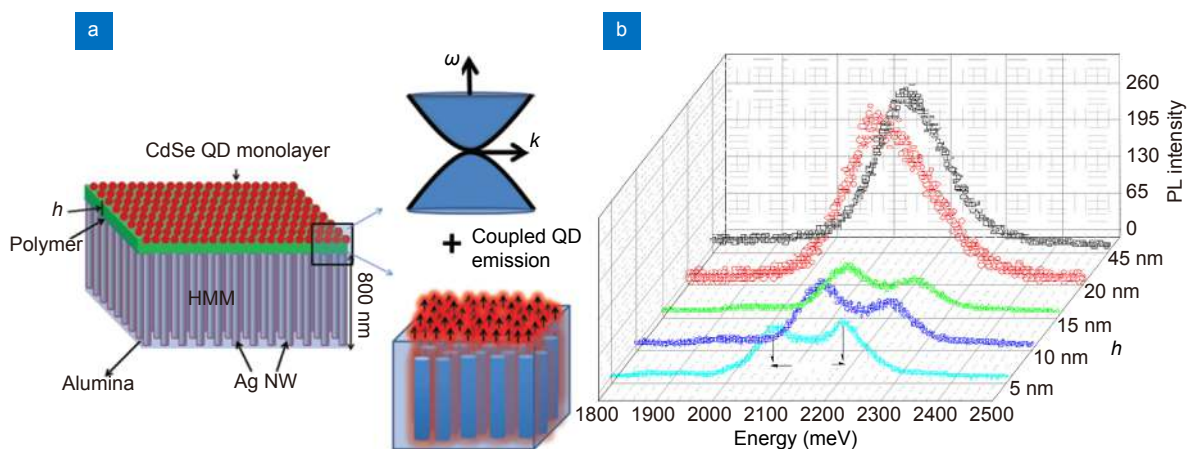 a
ω
k
CdSe QD monolayer
h
Polymer
HMM
800 nm
Alumina
Ag NW
+ Coupled QD
emission
b
260
195
130
65
0
PL intensity
45 nm
20 nm
15 nm
10 nm
5 nm
h
1800 1900 2000 2100 2200 2300 2400 2500
Energy (meV)